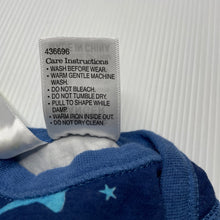 436696
Care Instructions
• WASH BEFORE WEAR.
• WARM GENTLE MACHINE
WASH.
• DO NOT BLEACH.
• DO NOT TUMBLE DRY.
• PULL TO SHAPE WHILE
DAMP.
• WARM IRON INSIDE OUT.
• DO NOT DRY CLEAN.